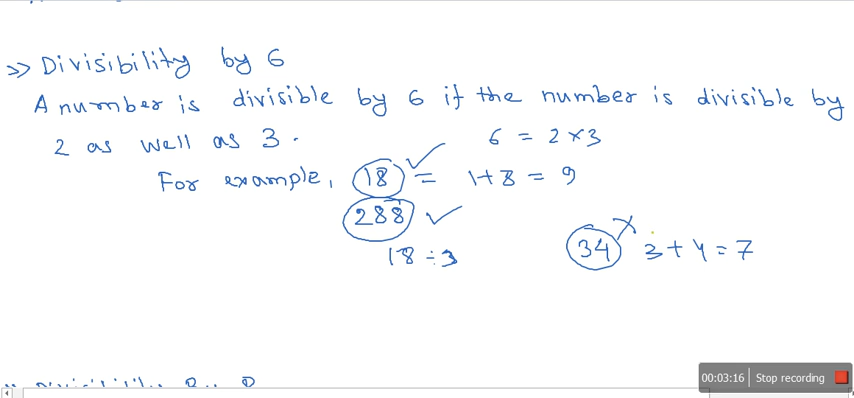 >> Divisibility by 6
A number is divisible by 6 if the number is divisible by
2 as well as 3. 6 = 2×3
For example, 18 = 1+8 = 9
288
34 3+4=7
18÷3
00:03:16 Stop recording